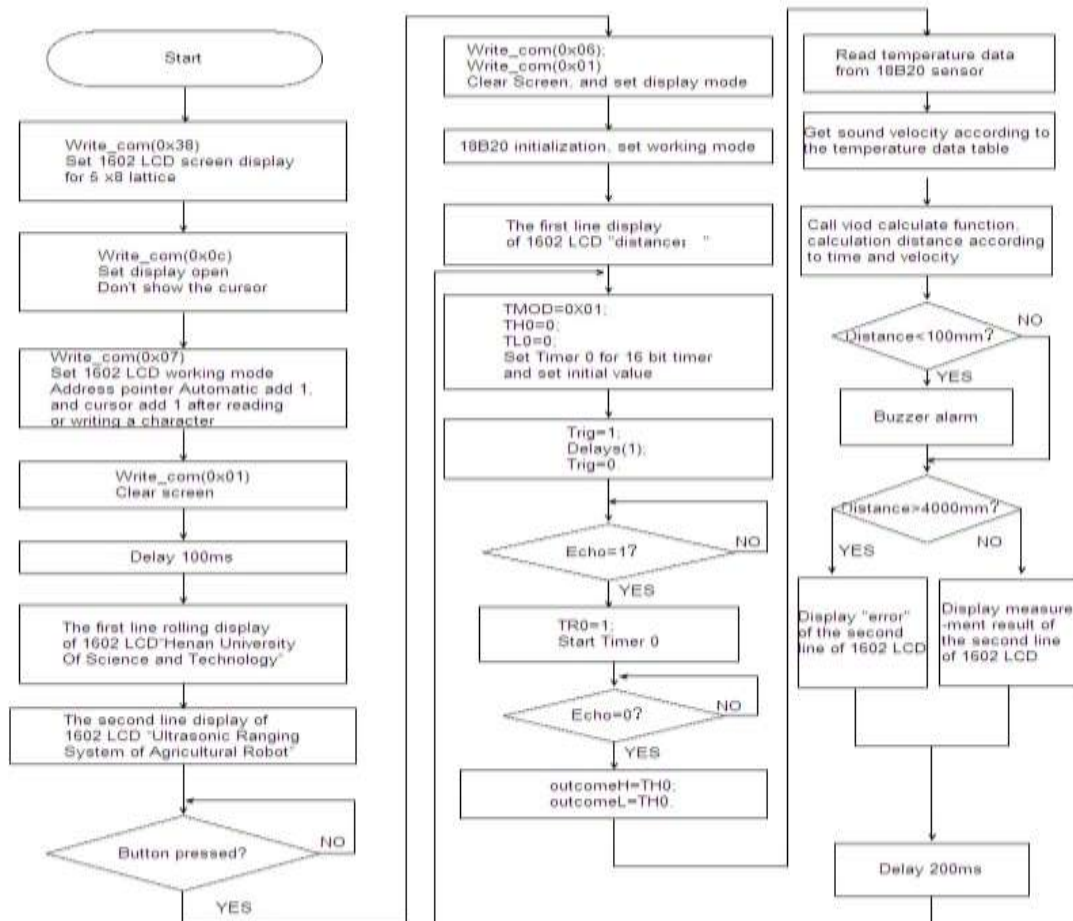 Start
Write_com(0x38)
Set 1602 LCD screen display
for 5 x8 lattice
Write_com(0x0c)
Set display open
Don't show the cursor
Write_com(0x07)
Set 1602 LCD working mode
Address pointer Automatic add 1,
and cursor add 1 after reading
or writing a character
Write_com(0x01)
Clear screen
Delay 100ms
The first line rolling display
of 1602 LCD"Henan University
Of Science and Technology"
The second line display of
1602 LCD "Ultrasonic Ranging
System of Agricultural Robot"
Button pressed?
NO
YES
Write_com(0x06);
Write_com(0x01)
Clear Screen, and set display mode
18B20 initialization, set working mode
The first line display
of 1602 LCD "distance: "
TMOD=0X01;
TH0=0;
TL0=0;
Set Timer 0 for 16 bit timer
and set initial value
Trig=1;
Delays(1);
Trig=0
Echo=1?
NO
YES
TR0=1;
Start Timer 0
Echo=0?
NO
YES
outcomeH=TH0;
outcomeL=TH0.
Read temperature data
from 18B20 sensor
Get sound velocity according to
the temperature data table
Call viod calculate function,
calculation distance according
to time and velocity
Distance<100mm?
NO
YES
Buzzer alarm
Distance>4000mm?
YES
NO
Display "error"
of the second
line of 1602 LCD
Display measure
-ment result of
the second line
of 1602 LCD
Delay 200ms